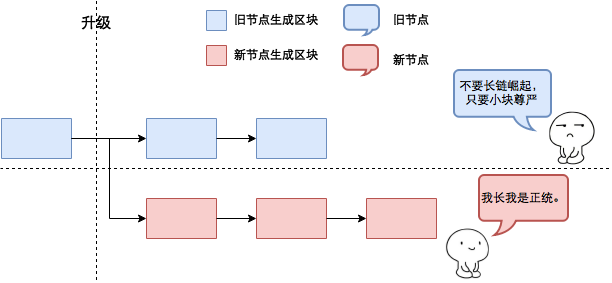 升级
旧节点生成区块
旧节点
新节点生成区块
新节点
不要长链崛起，
只要小块尊严
我长我是正统。